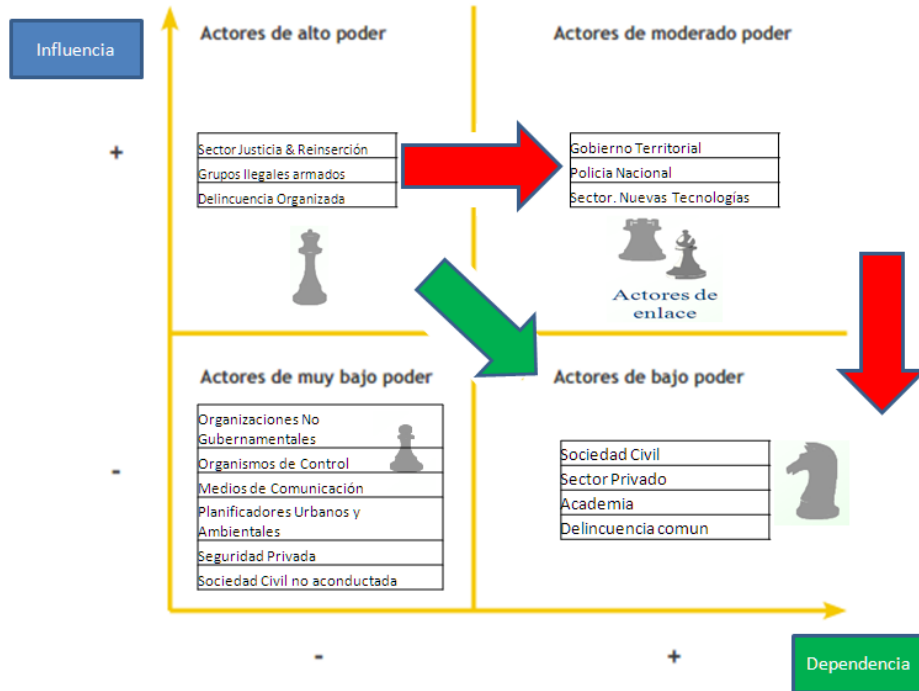 Influencia
Actores de alto poder
Actores de moderado poder
+
Sector Justicia & Reinserción
Grupos Ilegales armados
Delincuencia Organizada
Gobierno Territorial
Policia Nacional
Sector. Nuevas Tecnologías
Actores de
enlace
Actores de muy bajo poder
Actores de bajo poder
-
Organizaciones No
Gubernamentales
Organismos de Control
Medios de Comunicación
Planificadores Urbanos y
Ambientales
Seguridad Privada
Sociedad Civil no aconductada
Sociedad Civil
Sector Privado
Academia
Delincuencia comun
-
+
Dependencia